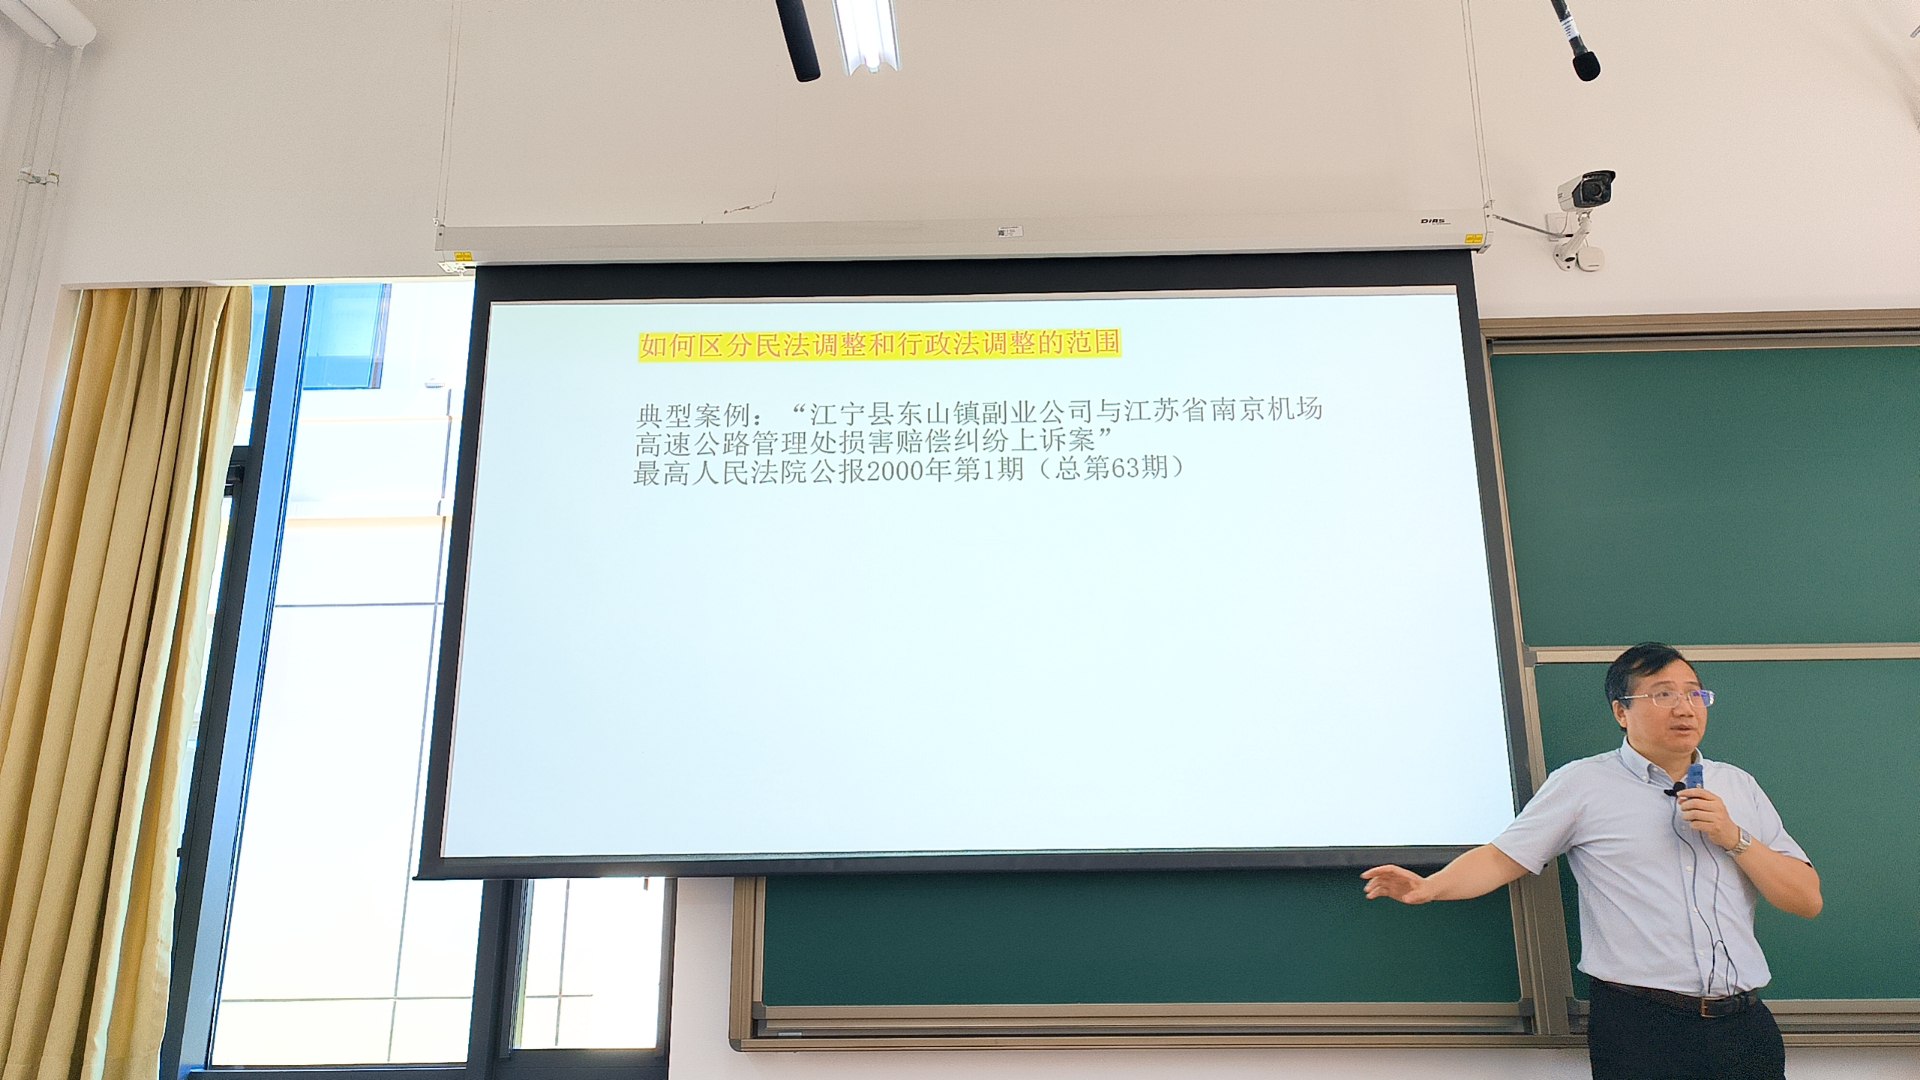 DIAS
如何区分民法调整和行政法调整的范围
典型案例：“江宁县东山镇副业公司与江苏省南京机场
高速公路管理处损害赔偿纠纷上诉案”
最高人民法院公报2000年第1期（总第63期）